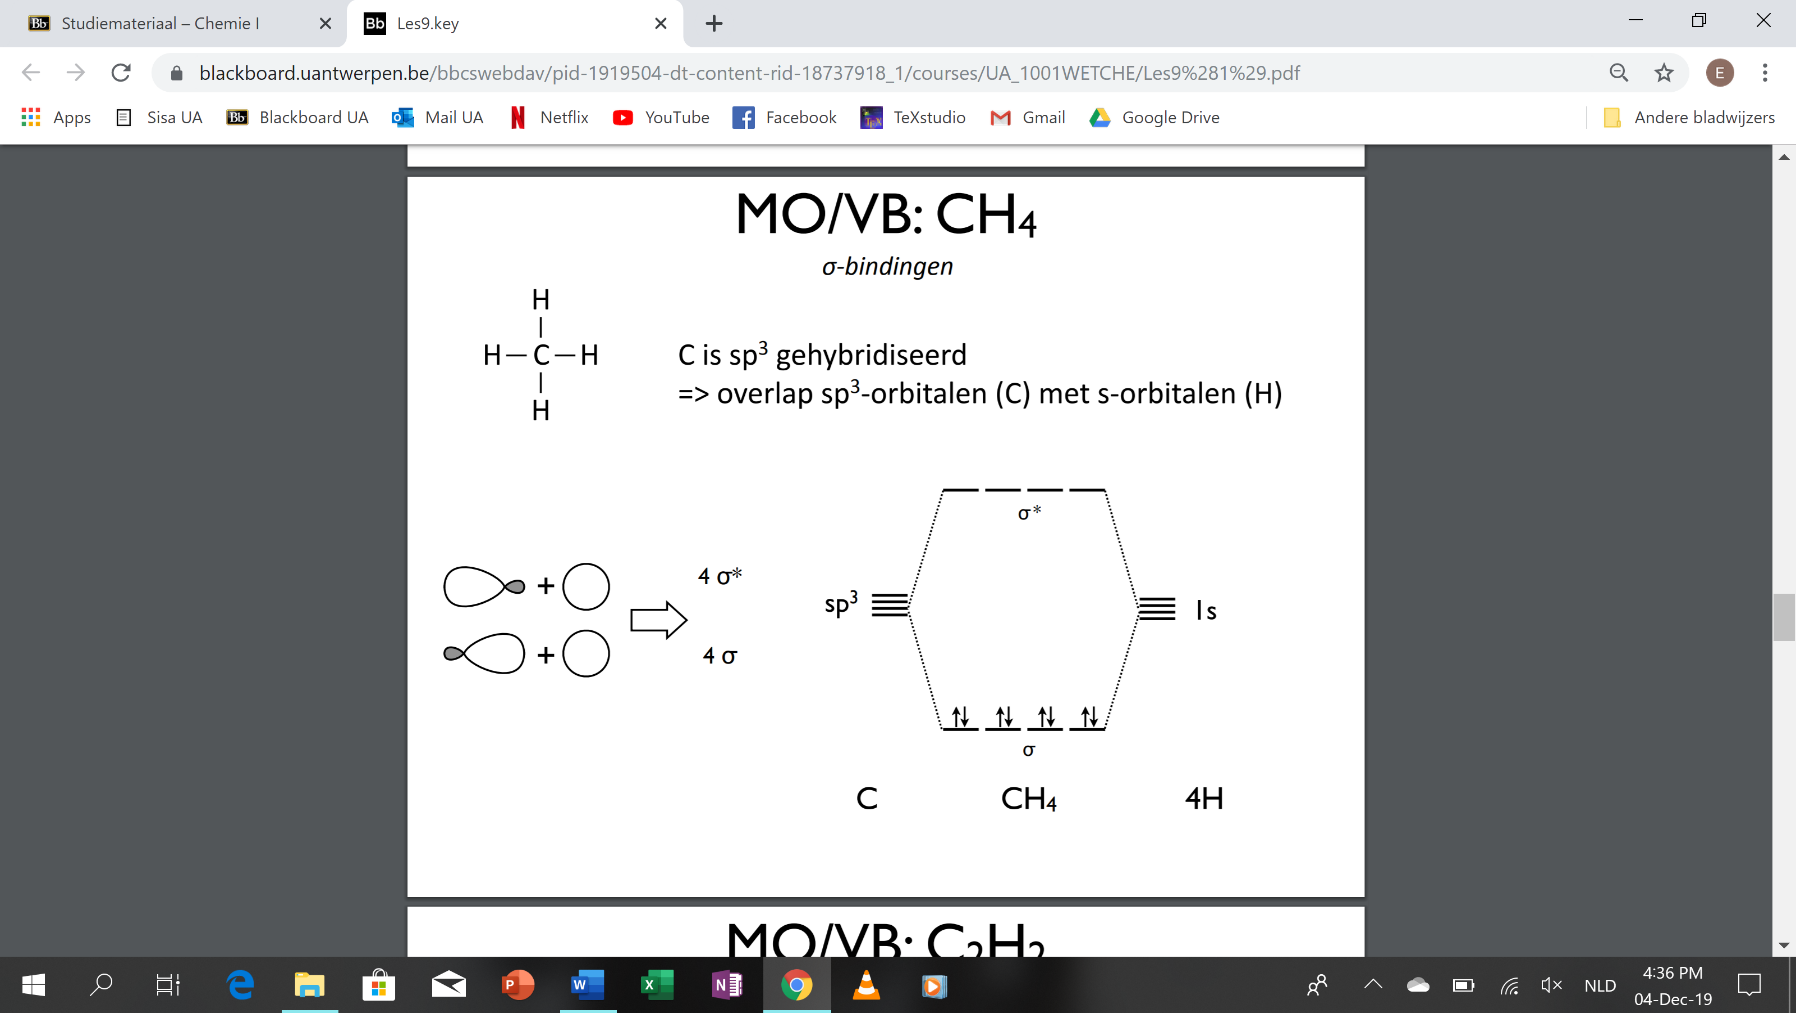 Studiemateriaal – Chemie I
Les9.key
blackboard.uantwerpen.be/bbcswebdav/pid-1919504-dt-content-rid-18737918_1/courses/UA_1001WETCHE/Les9%281%29.pdf
E
Apps
Sisa UA
Blackboard UA
Mail UA
Netflix
YouTube
Facebook
TeXstudio
Gmail
Google Drive
Andere bladwijzers
MO/VB: CH₄
σ-bindingen
H
H–C–H
H
C is sp³ gehybridiseerd
=> overlap sp³-orbitalen (C) met s-orbitalen (H)
σ*
+
4 σ*
sp³
1s
+
4 σ
σ
C
CH₄
4H
MO/VB: C₂H₂
NLD
4:36 PM
04-Dec-19